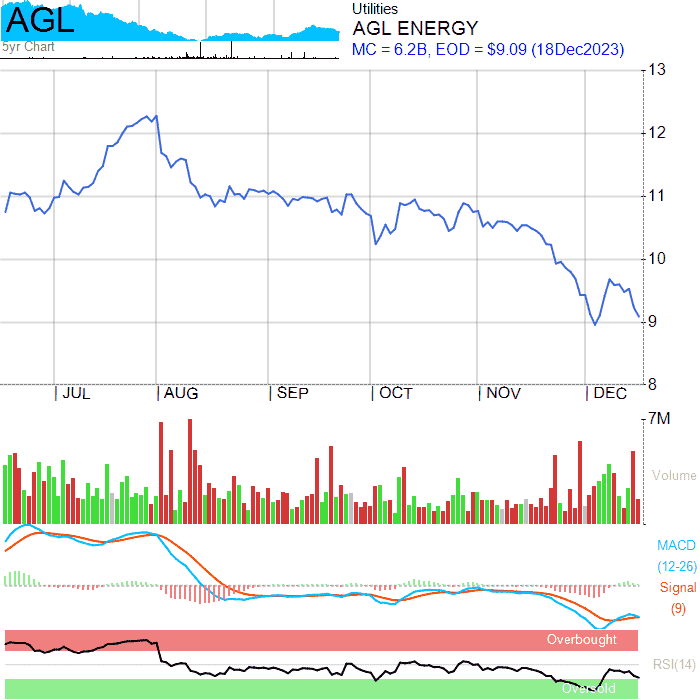 AGL
5yr Chart
Utilities
AGL ENERGY
MC = 6.2B, EOD = $9.09 (18Dec2023)
13
12
11
10
9
8
JUL AUG SEP OCT NOV DEC
7M
Volume
MACD
(12-26)
Signal
(9)
Overbought
RSI(14)
Oversold